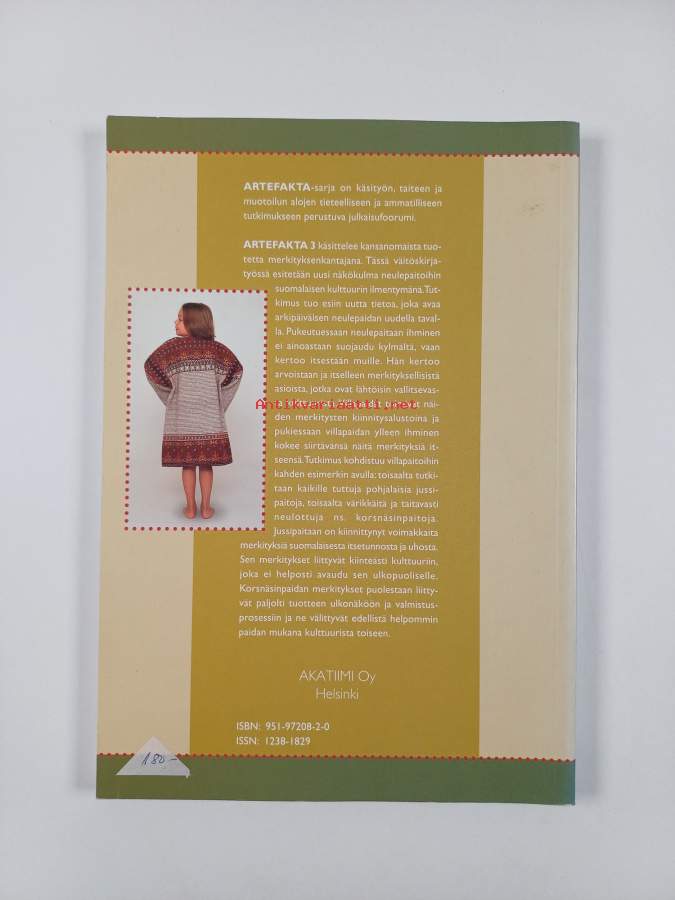 ARTEFAKTA-sarja on käsityön, taiteen ja
muotoilun alojen tieteelliseen ja ammatilliseen
tutkimukseen perustuva julkaisufoorumi.
ARTEFAKTA 3 käsittelee kansanomaista tuo-
tetta merkityksenkantajana. Tässä väitöskirja-
työssä esitetään uusi näkökulma neulepaitoihin
suomalaisen kulttuurin ilmentymänä. Tut-
kimus tuo esiin uutta tietoa, joka avaa
arkipäiväisen neulepaidan uudella taval-
la. Pukeutuessaan neulepaitaan ihminen
ei ainoastaan suojaudu kylmältä, vaan
kertoo itsestään muille. Hän kertoo
arvoistaan ja itselleen merkityksellisistä
asioista, jotka ovat lähtöisin vallitsevas-
Antikvariaatti.net
ta kulttuurista. Villapaidat toimivat näi-
den merkitysten kiinnitysalustoina ja
pukiessaan villapaidan ylleen ihminen
kokee siirtävänsä näitä merkityksiä it-
seensä. Tutkimus kohdistuu villapaitoihin
kahden esimerkin avulla: toisaalta tutki-
taan kaikille tuttuja pohjalaisia jussi-
paitoja, toisaalta värikkäitä ja taitavasti
neulottuja ns. korsnäsinpaitoja.
Jussipaitaan on kiinnittynyt voimakkaita
merkityksiä suomalaisesta itsetunnosta ja uhosta.
Sen merkitykset liittyvät kiinteästi kulttuuriin,
joka ei helposti avaudu sen ulkopuoliselle.
Korsnäsinpaidan merkitykset puolestaan liitty-
vät paljolti tuotteen ulkonäköön ja valmistus-
prosessiin ja ne välittyvät edellistä helpommin
paidan mukana kulttuurista toiseen.
AKATIIMI Oy
Helsinki
ISBN: 951-97208-2-0
ISSN: 1238-1829
180,-